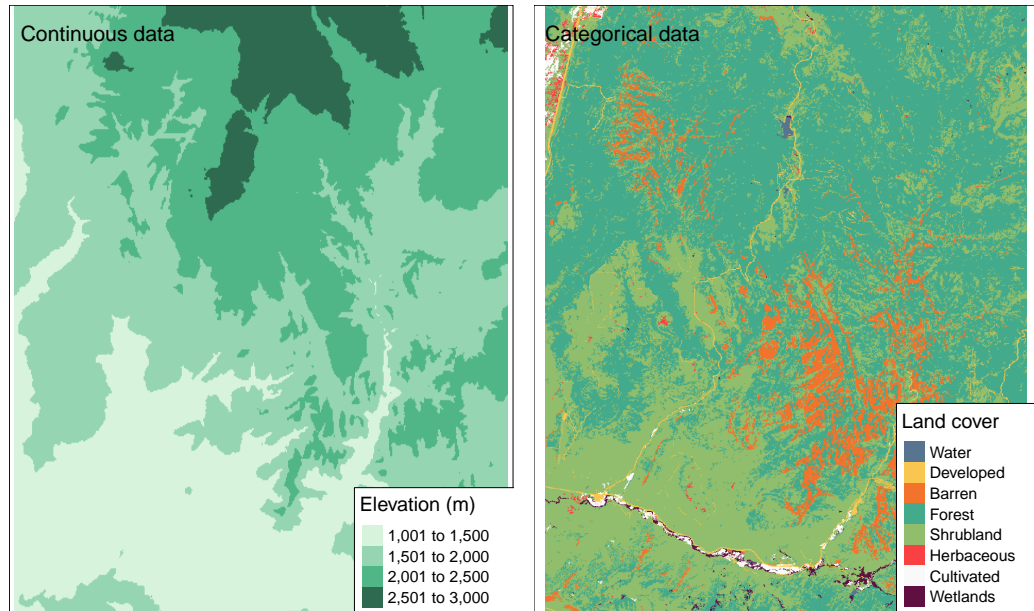 Continuous data
Elevation (m)
1,001 to 1,500
1,501 to 2,000
2,001 to 2,500
2,501 to 3,000
Categorical data
Land cover
Water
Developed
Barren
Forest
Shrubland
Herbaceous
Cultivated
Wetlands